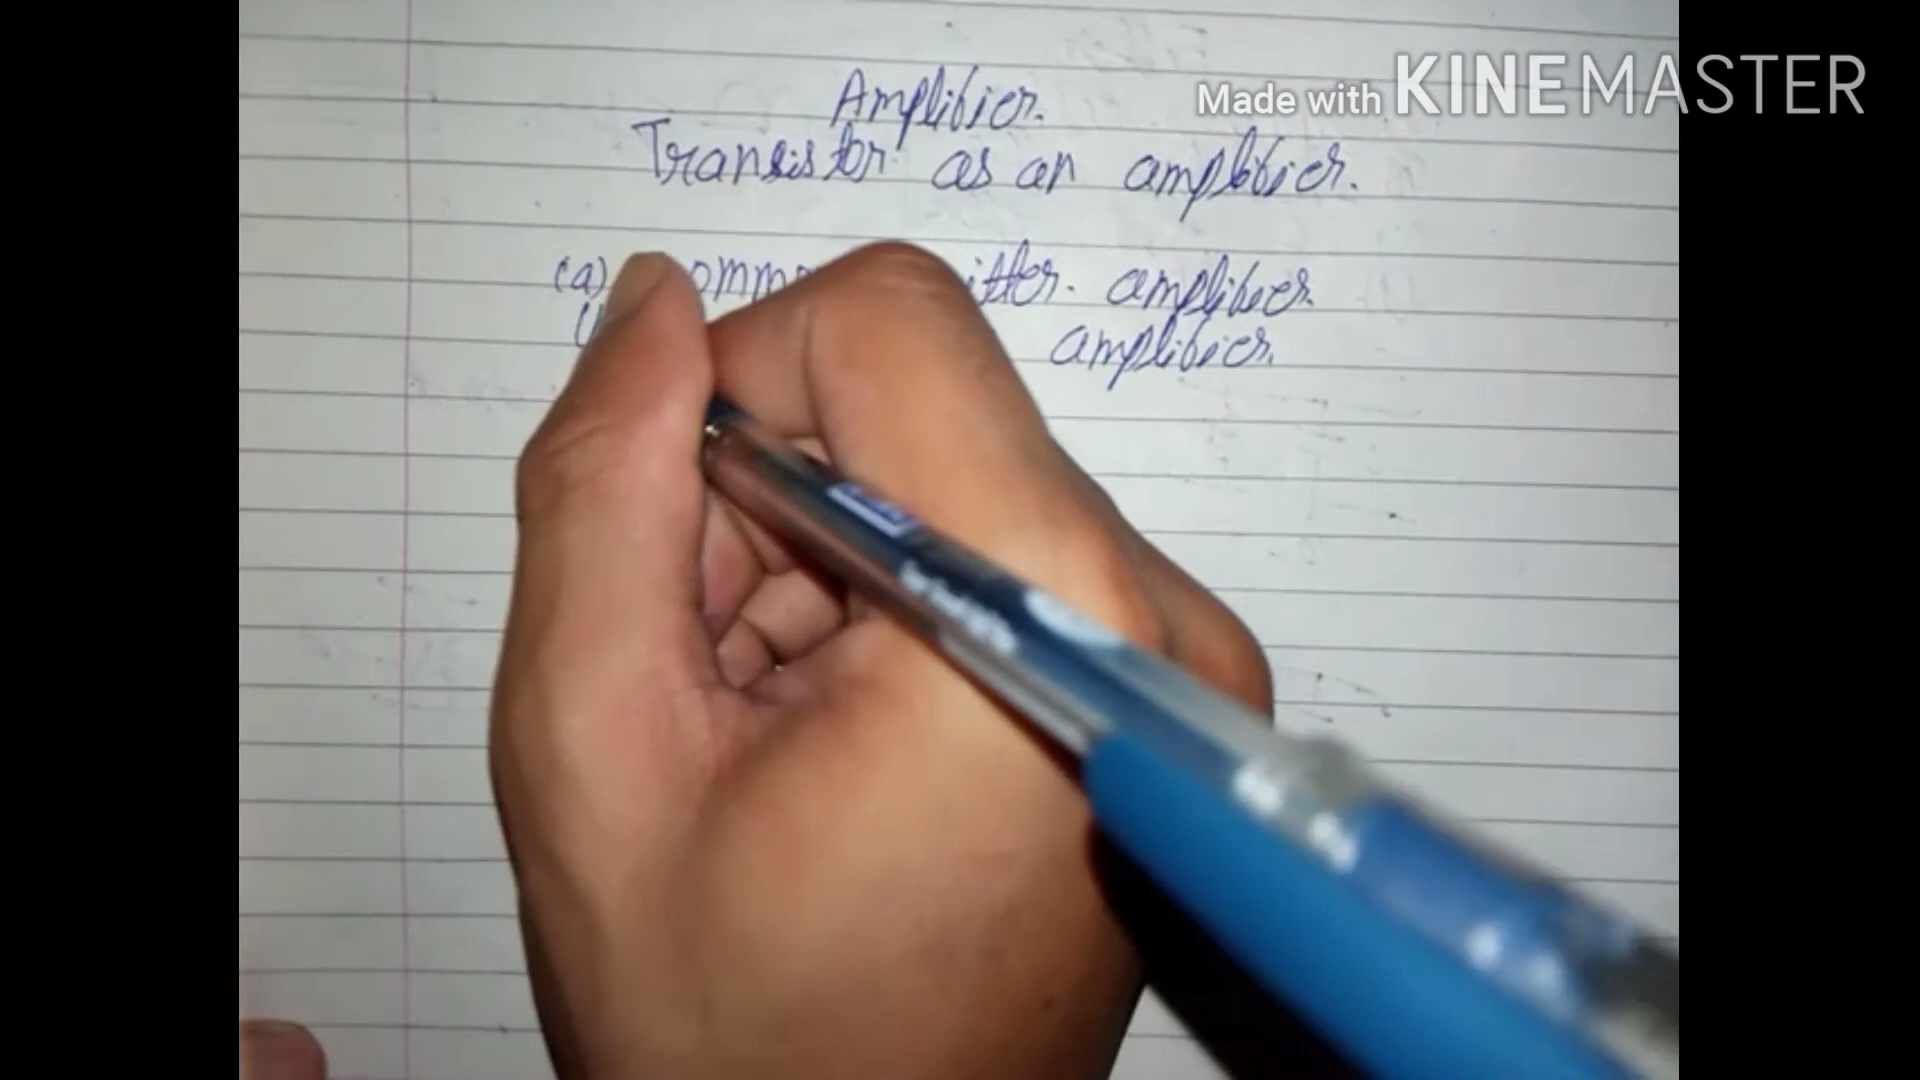 Made with KINEMASTER
Amplifier.
Transistor as an amplifier.
(a) amplifier.
amplifier.